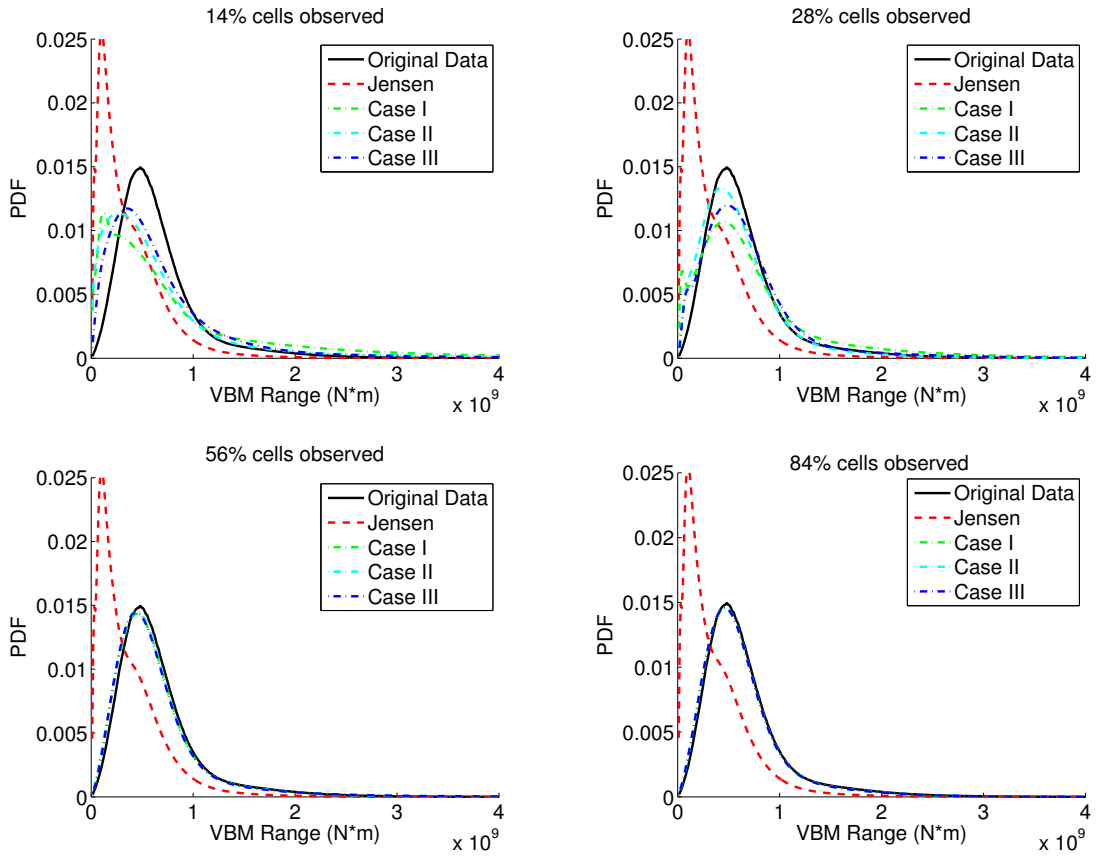 14% cells observed
0.025
0.02
0.015
0.01
0.005
0
PDF
Original Data
Jensen
Case I
Case II
Case III
0 1 2 3 4
VBM Range (N*m)
x 10^9
28% cells observed
0.025
0.02
0.015
0.01
0.005
0
PDF
Original Data
Jensen
Case I
Case II
Case III
0 1 2 3 4
VBM Range (N*m)
x 10^9
56% cells observed
0.025
0.02
0.015
0.01
0.005
0
PDF
Original Data
Jensen
Case I
Case II
Case III
0 1 2 3 4
VBM Range (N*m)
x 10^9
84% cells observed
0.025
0.02
0.015
0.01
0.005
0
PDF
Original Data
Jensen
Case I
Case II
Case III
0 1 2 3 4
VBM Range (N*m)
x 10^9